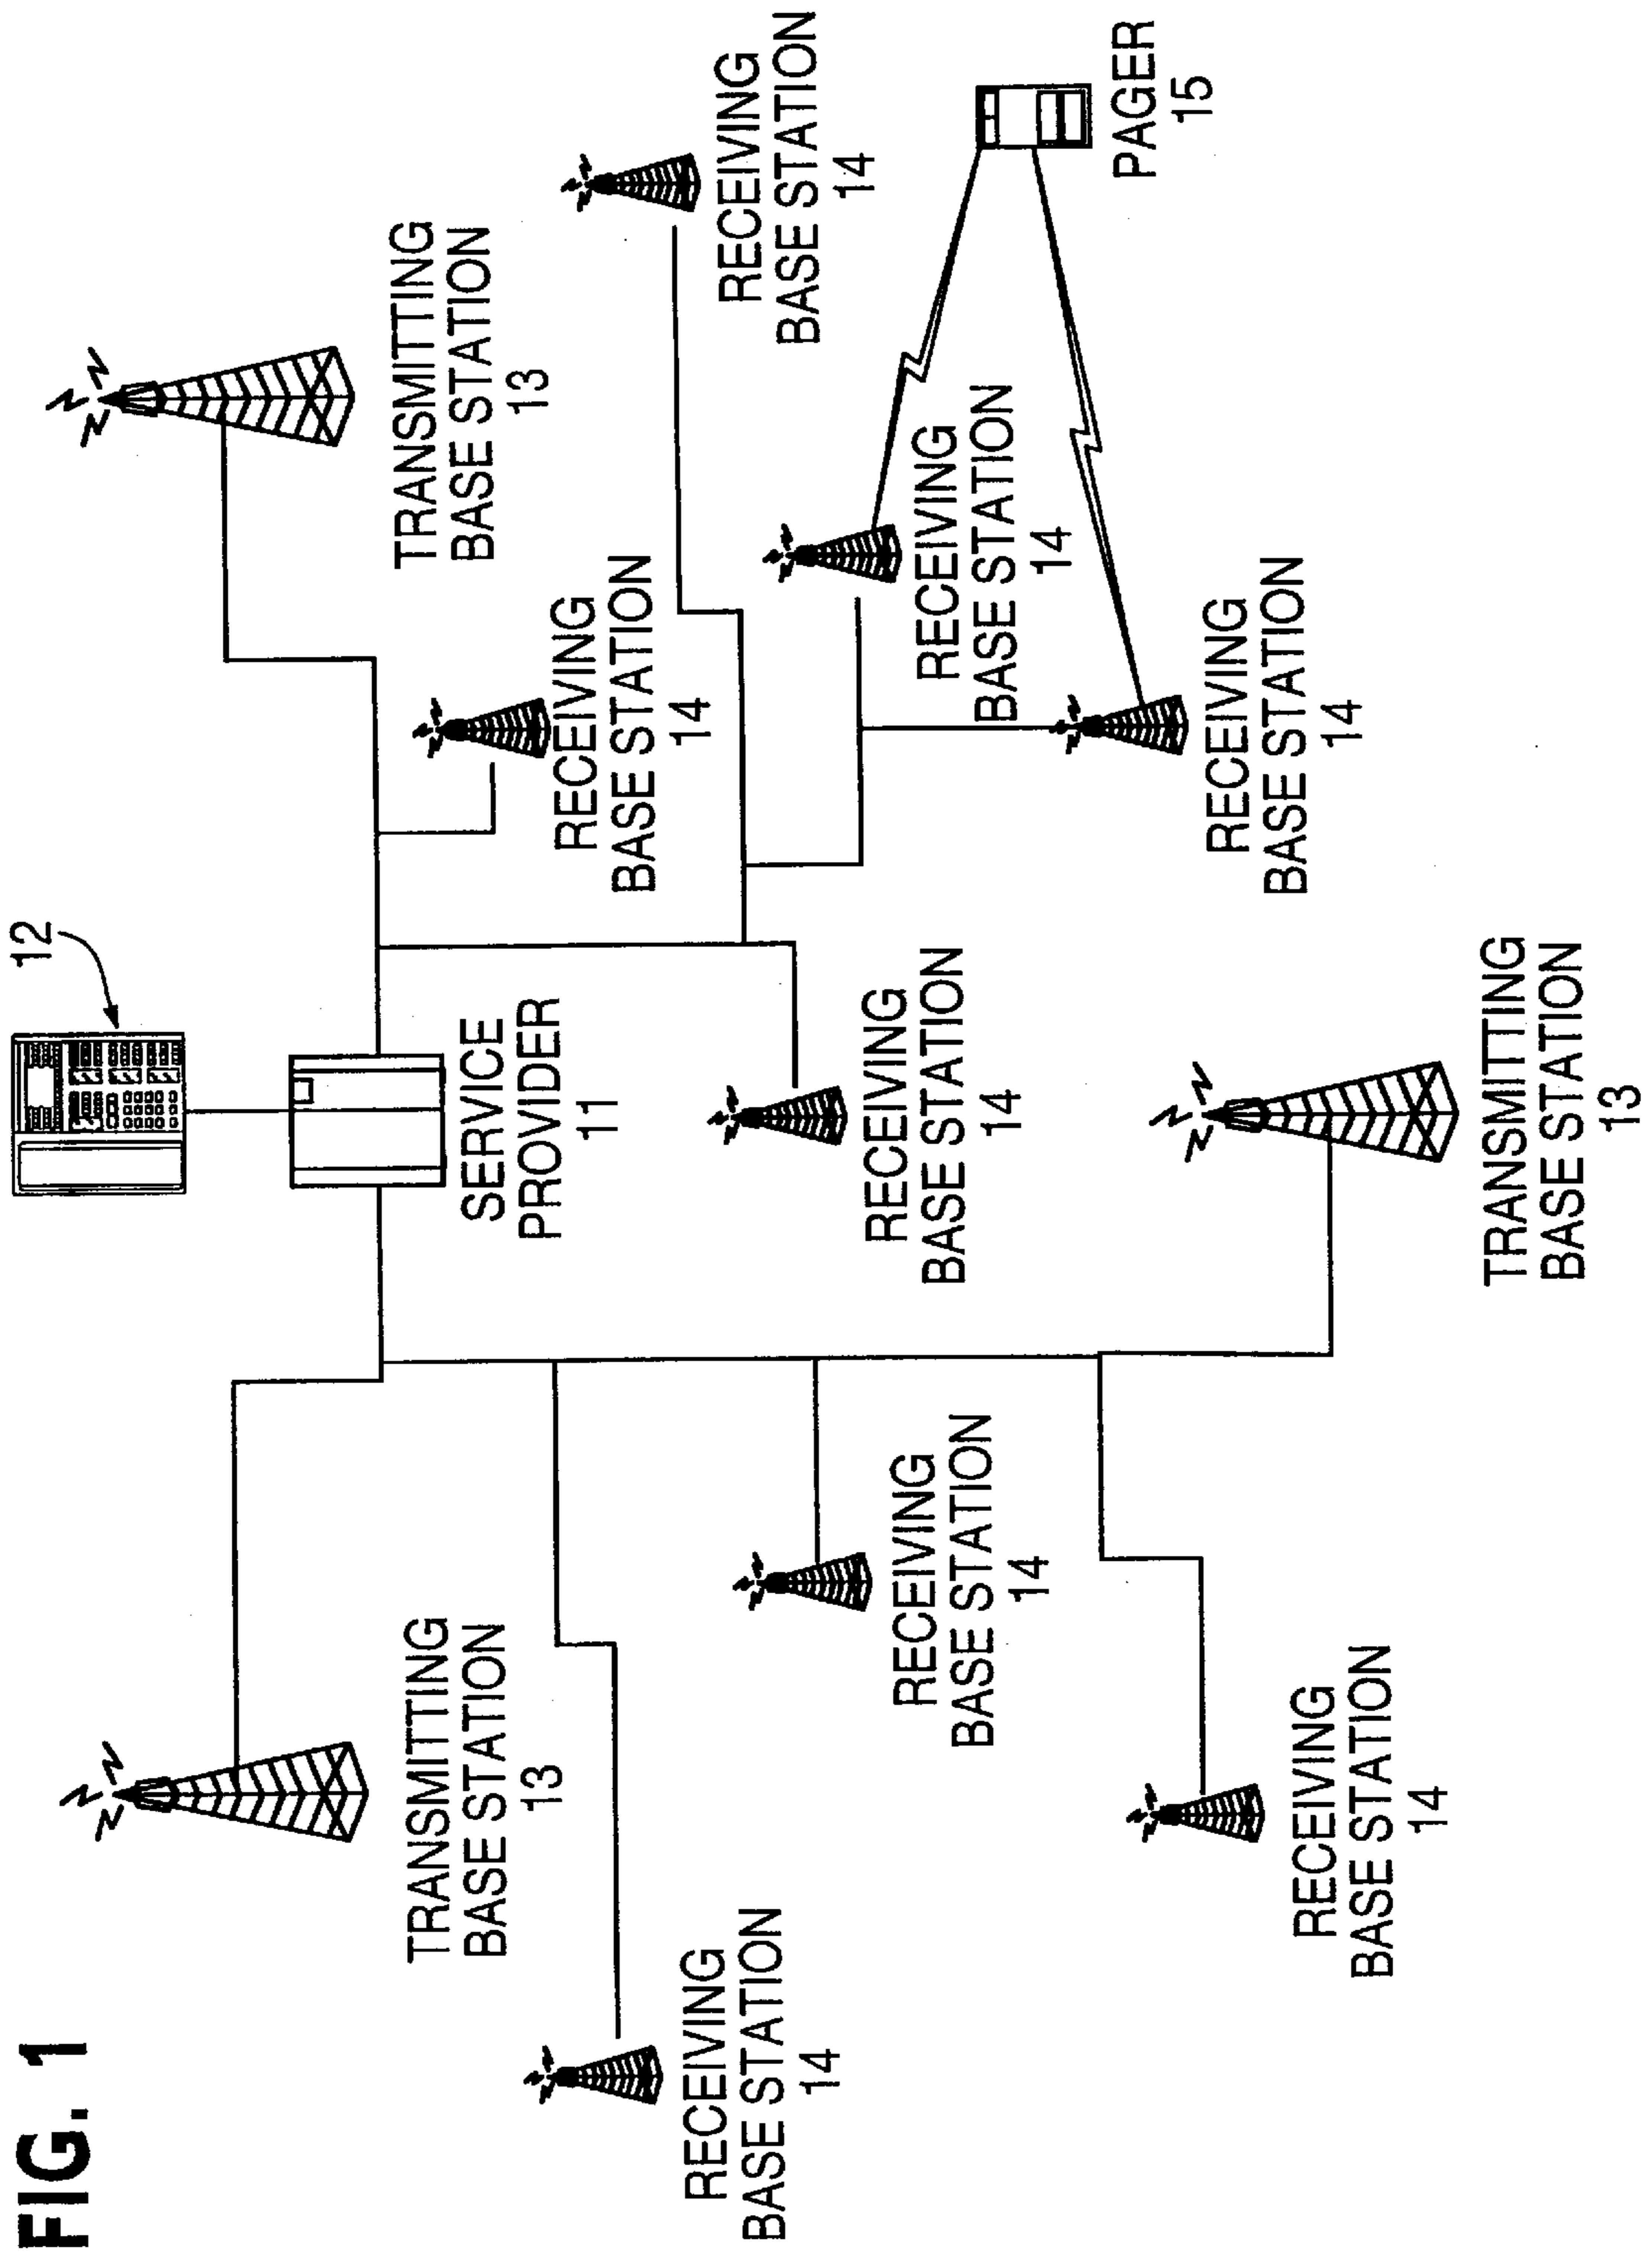 FIG. 1
12
TRANSMITTING
BASE STATION
13
SERVICE
PROVIDER
11
TRANSMITTING
BASE STATION
13
RECEIVING
BASE STATION
14
RECEIVING
BASE STATION
14
RECEIVING
BASE STATION
14
RECEIVING
BASE STATION
14
RECEIVING
BASE STATION
14
RECEIVING
BASE STATION
14
PAGER
15
RECEIVING
BASE STATION
14
RECEIVING
BASE STATION
14
TRANSMITTING
BASE STATION
13